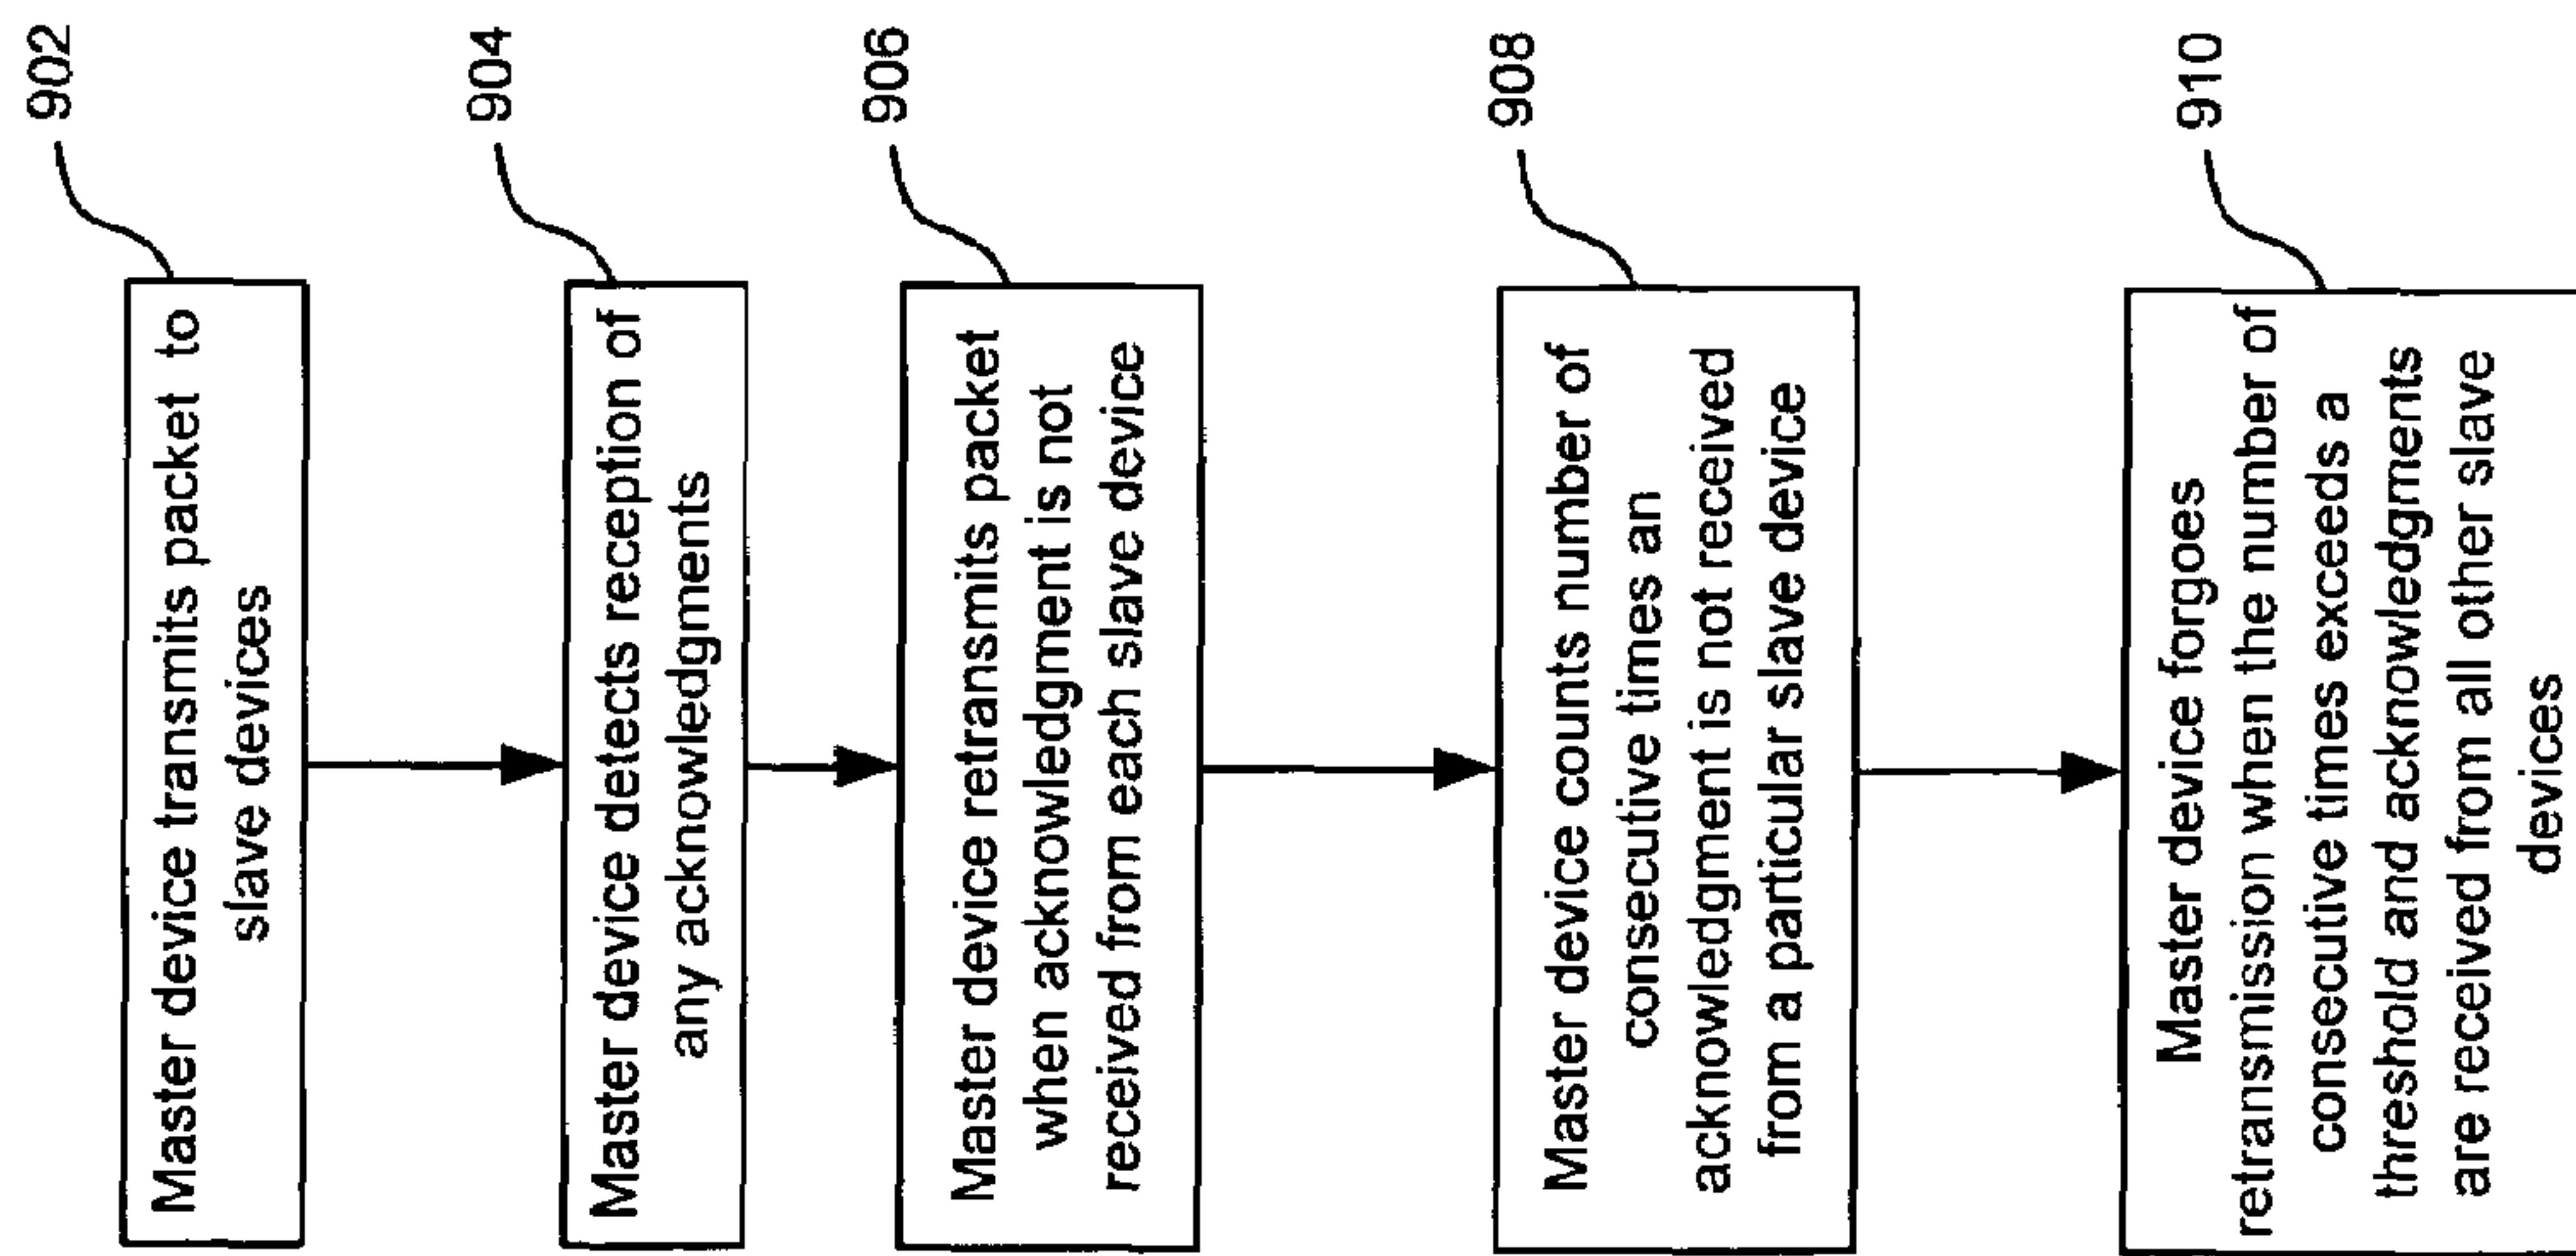 902
Master device transmits packet to
slave devices
904
Master device detects reception of
any acknowledgments
906
Master device retransmits packet
when acknowledgment is not
received from each slave device
908
Master device counts number of
consecutive times an
acknowledgment is not received
from a particular slave device
910
Master device forgoes
retransmission when the number of
consecutive times exceeds a
threshold and acknowledgments
are received from all other slave
devices